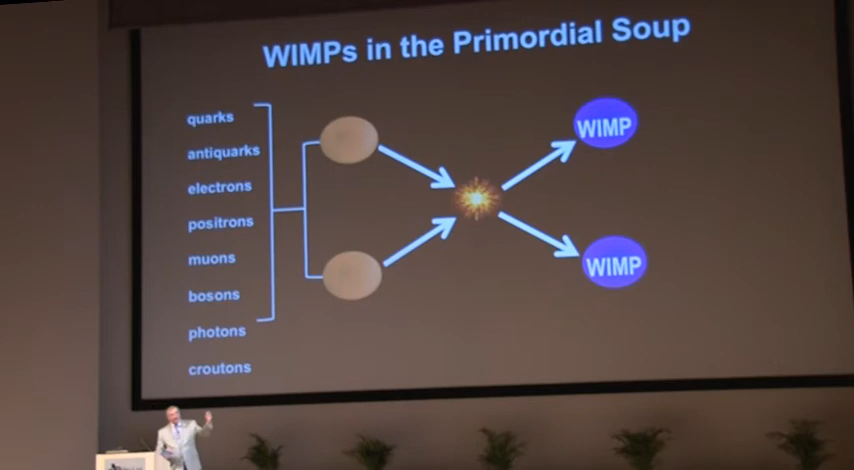 WIMPs in the Primordial Soup
quarks
antiquarks
electrons
positrons
muons
bosons
photons
croutons
WIMP
WIMP